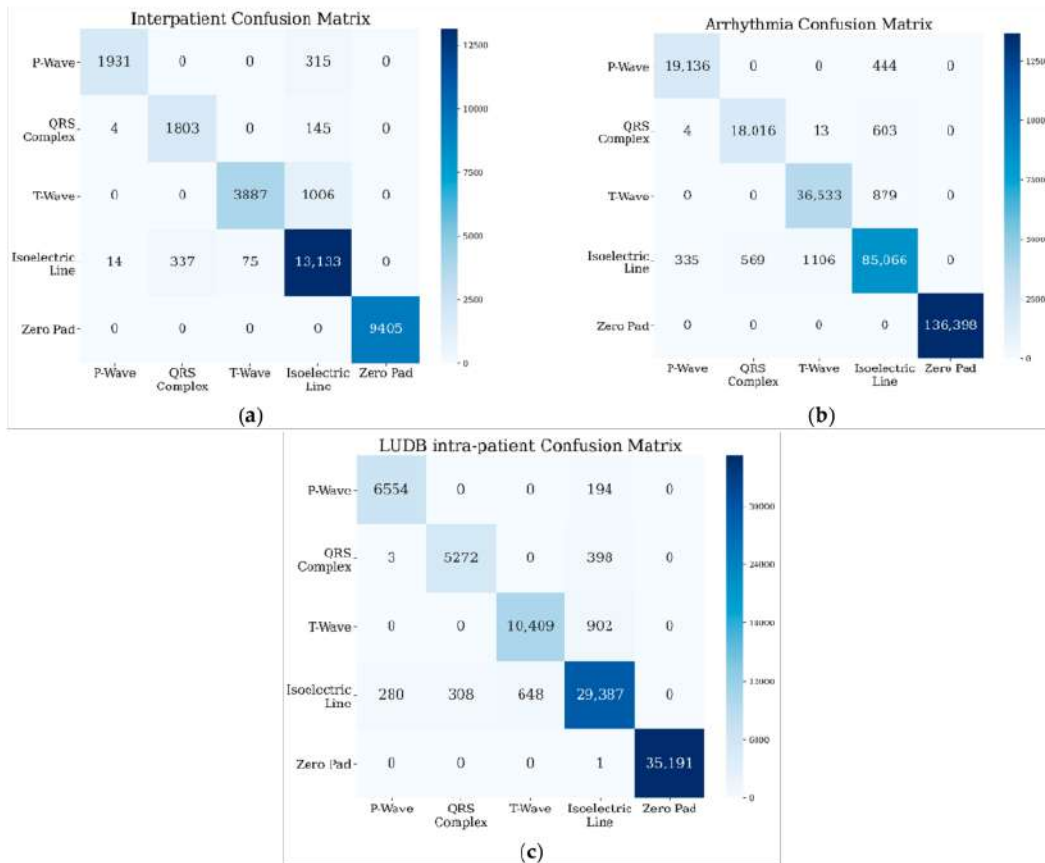 Interpatient Confusion Matrix
P-Wave 1931 0 0 315 0
QRS Complex 4 1803 0 145 0
T-Wave 0 0 3887 1006 0
Isoelectric Line 14 337 75 13,133 0
Zero Pad 0 0 0 0 9405
P-Wave QRS Complex T-Wave Isoelectric Line Zero Pad
12500
10000
7500
5000
2500
0
(a)
Arrhythmia Confusion Matrix
P-Wave 19,136 0 0 444 0
QRS Complex 4 18,016 13 603 0
T-Wave 0 0 36,533 879 0
Isoelectric Line 335 569 1106 85,066 0
Zero Pad 0 0 0 0 136,398
P-Wave QRS Complex T-Wave Isoelectric Line Zero Pad
(b)
LUDB intra-patient Confusion Matrix
P-Wave 6554 0 0 194 0
QRS Complex 3 5272 0 398 0
T-Wave 0 0 10,409 902 0
Isoelectric Line 280 308 648 29,387 0
Zero Pad 0 0 0 1 35,191
P-Wave QRS Complex T-Wave Isoelectric Line Zero Pad
24000
0
(c)